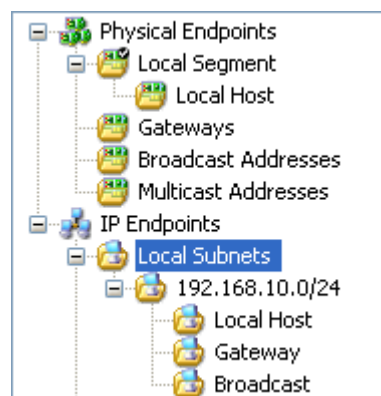 Physical Endpoints
Local Segment
Local Host
Gateways
Broadcast Addresses
Multicast Addresses
IP Endpoints
Local Subnets
192.168.10.0/24
Local Host
Gateway
Broadcast